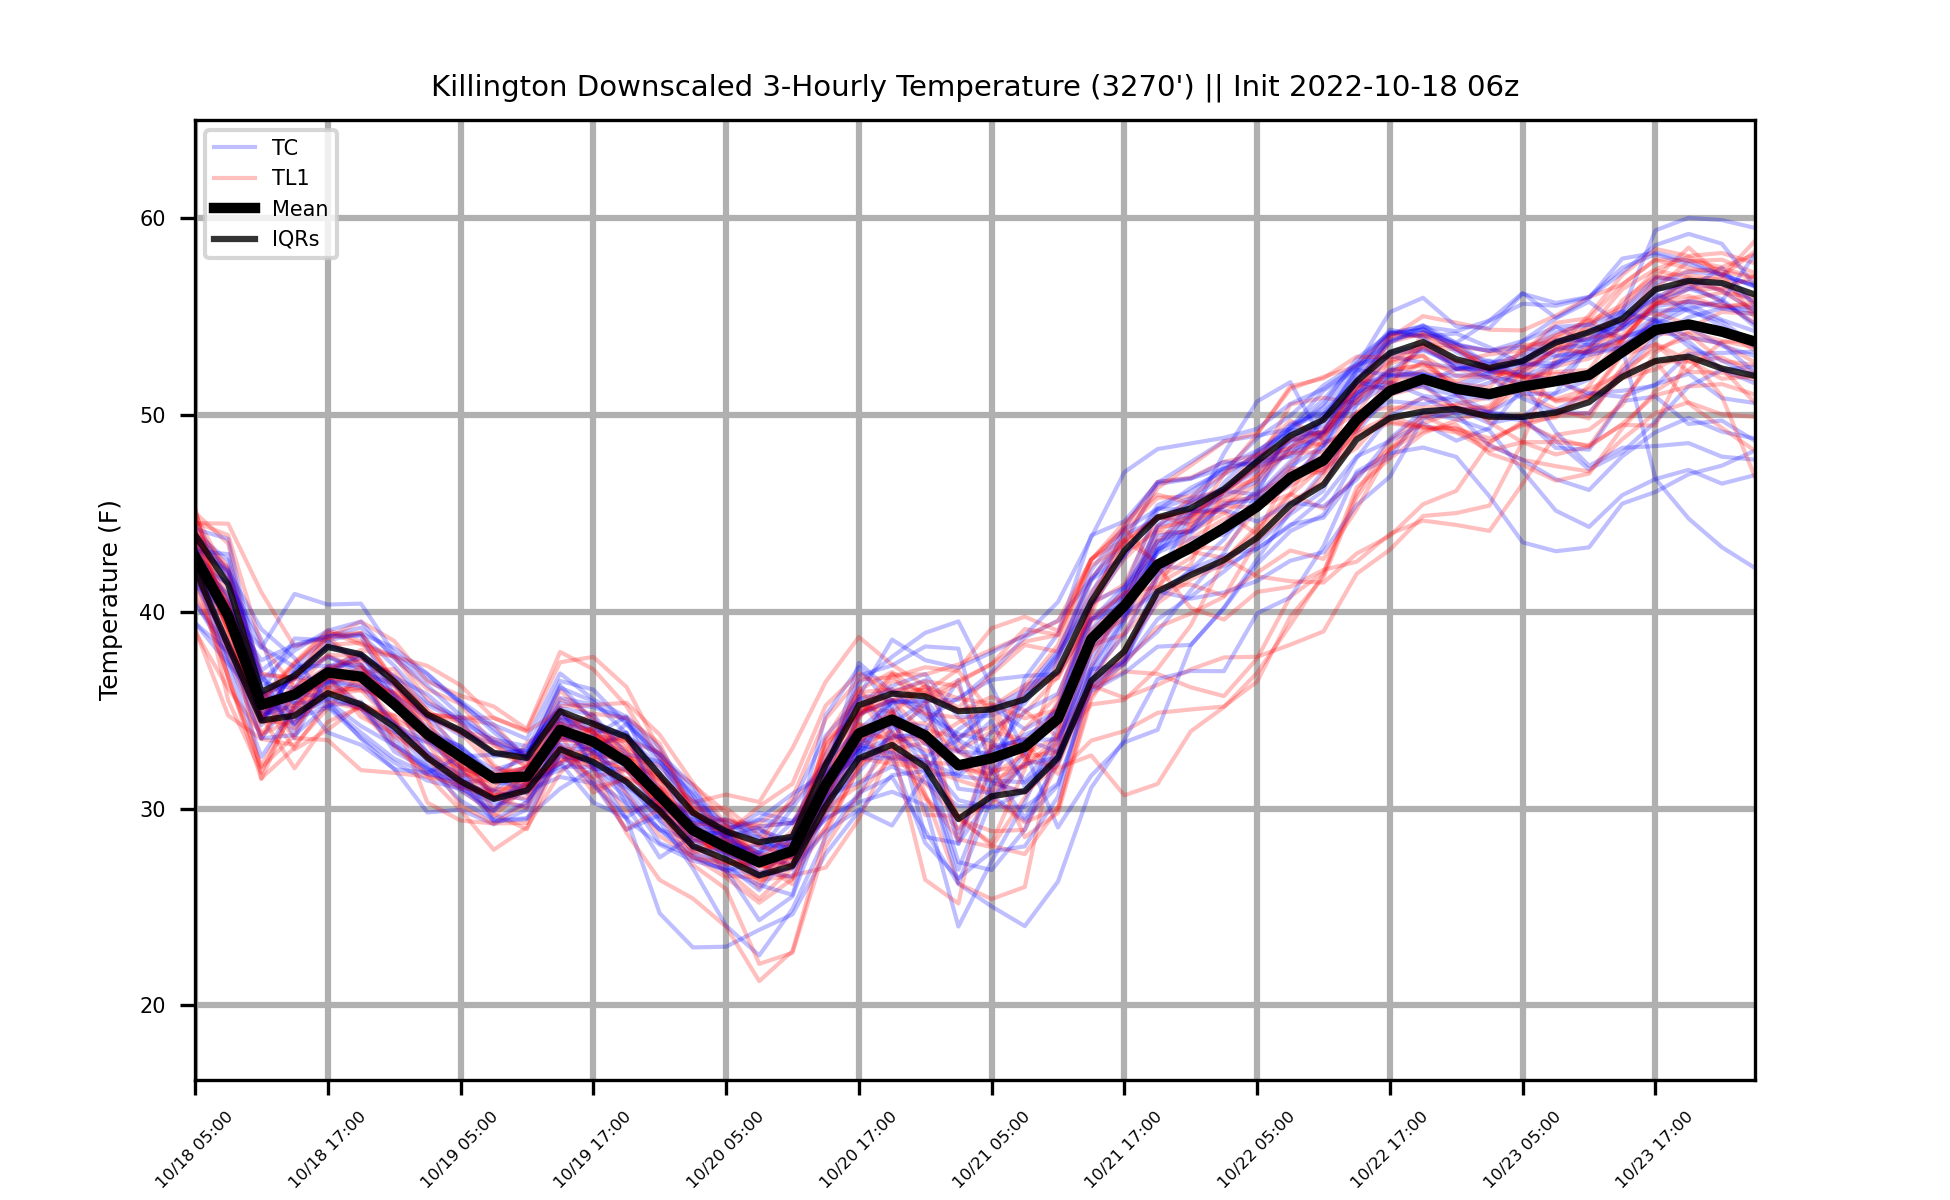 Killington Downscaled 3-Hourly Temperature (3270') || Init 2022-10-18 06z
TC
TL1
Mean
IQRs
Temperature (F)
60
50
40
30
20
10/18 05:00
10/18 17:00
10/19 05:00
10/19 17:00
10/20 05:00
10/20 17:00
10/21 05:00
10/21 17:00
10/22 05:00
10/22 17:00
10/23 05:00
10/23 17:00